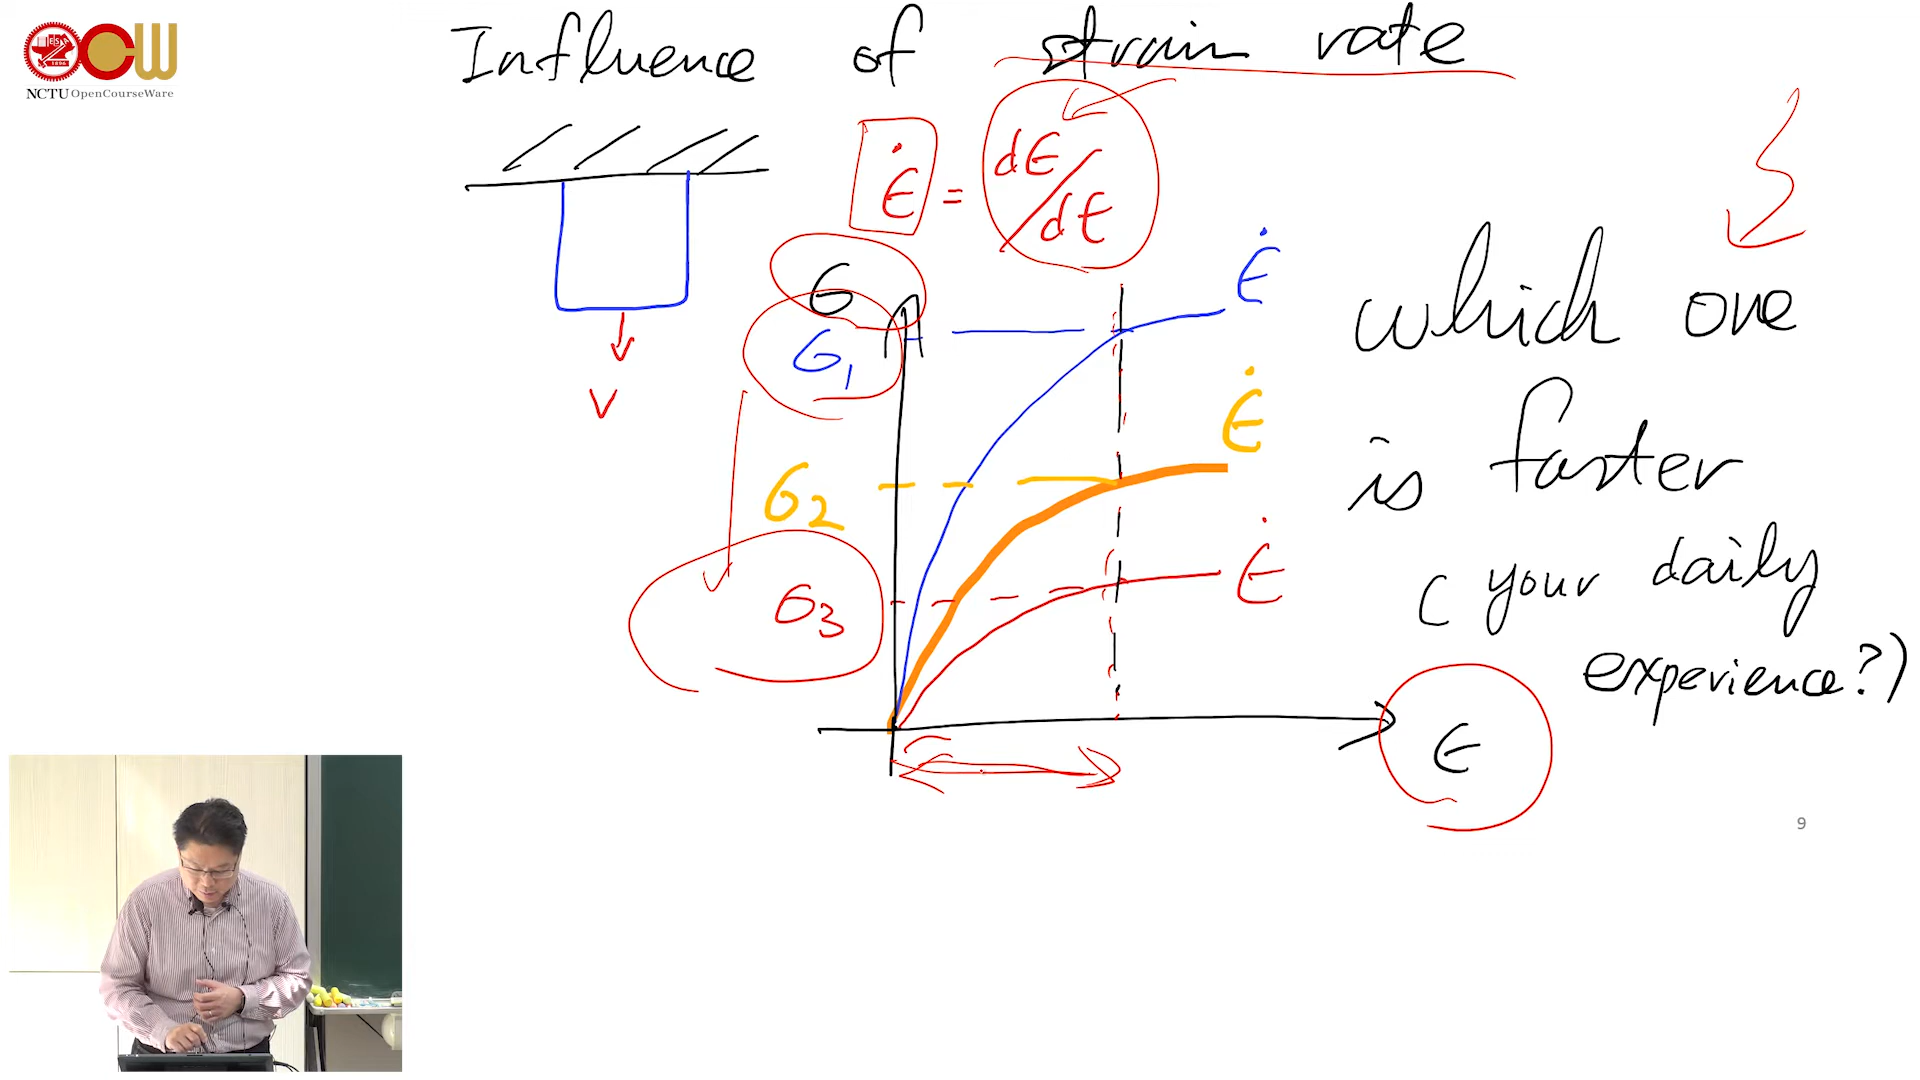 OCW
NCTU OpenCourseWare
Influence of strain rate
ε̇ = dε/dt
V
σ
σ1
σ2
σ3
ε̇
ε̇
ε̇
ε
which one
is faster
( your daily
experience?)
9